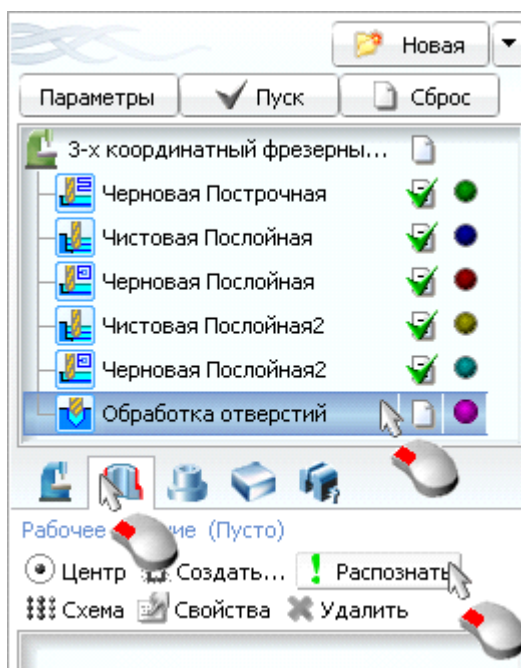 Новая
Параметры Пуск Сброс
3-х координатный фрезерны...
Черновая Построчная
Чистовая Послойная
Черновая Послойная
Чистовая Послойная2
Черновая Послойная2
Обработка отверстий
Рабочее ие (Пусто)
Центр Создать... Распознать
Схема Свойства Удалить